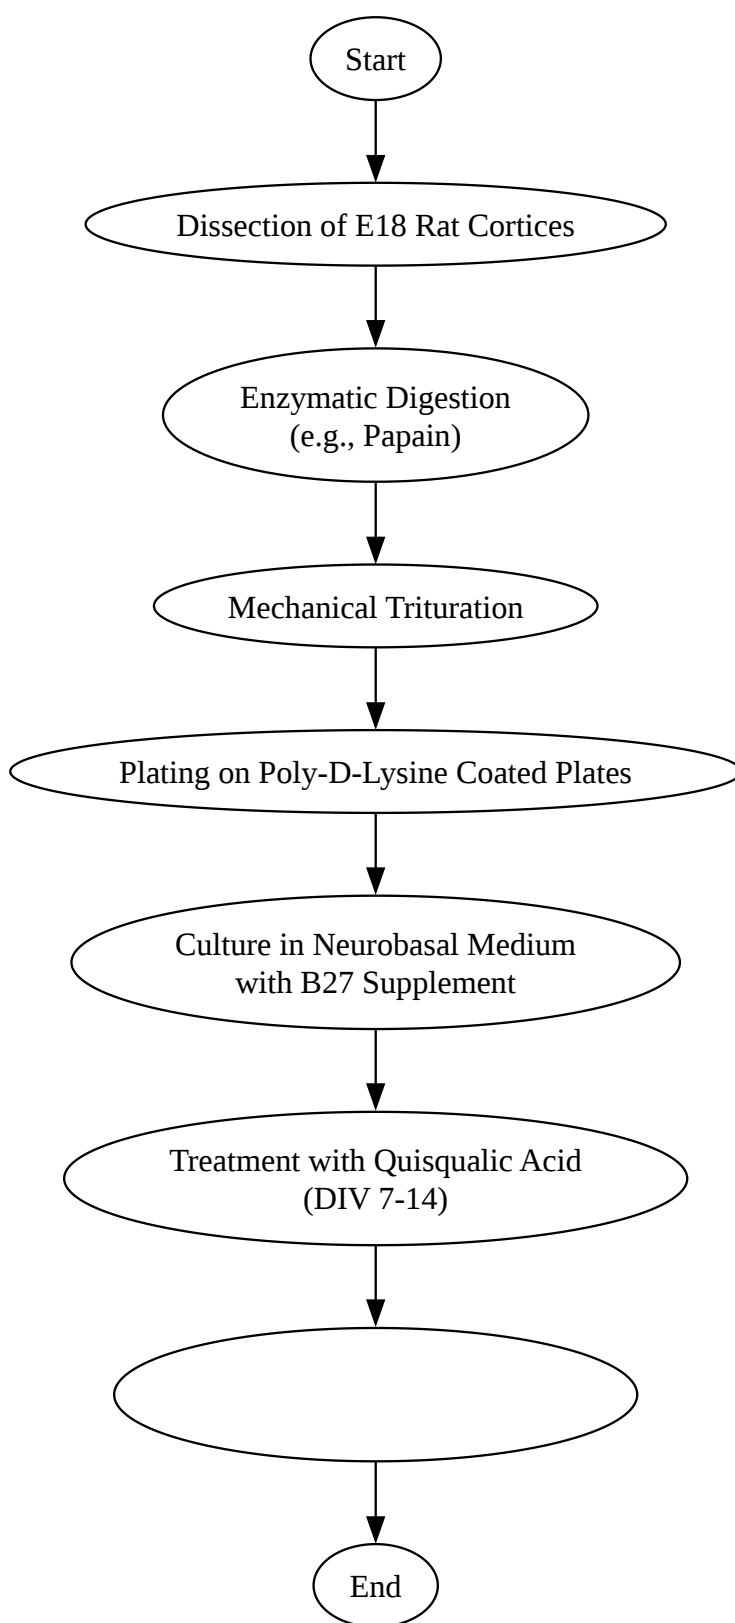 Start
Dissection of E18 Rat Cortices
Enzymatic Digestion
(e.g., Papain)
Mechanical Trituration
Plating on Poly-D-Lysine Coated Plates
Culture in Neurobasal Medium
with B27 Supplement
Treatment with Quisqualic Acid
(DIV 7-14)
End